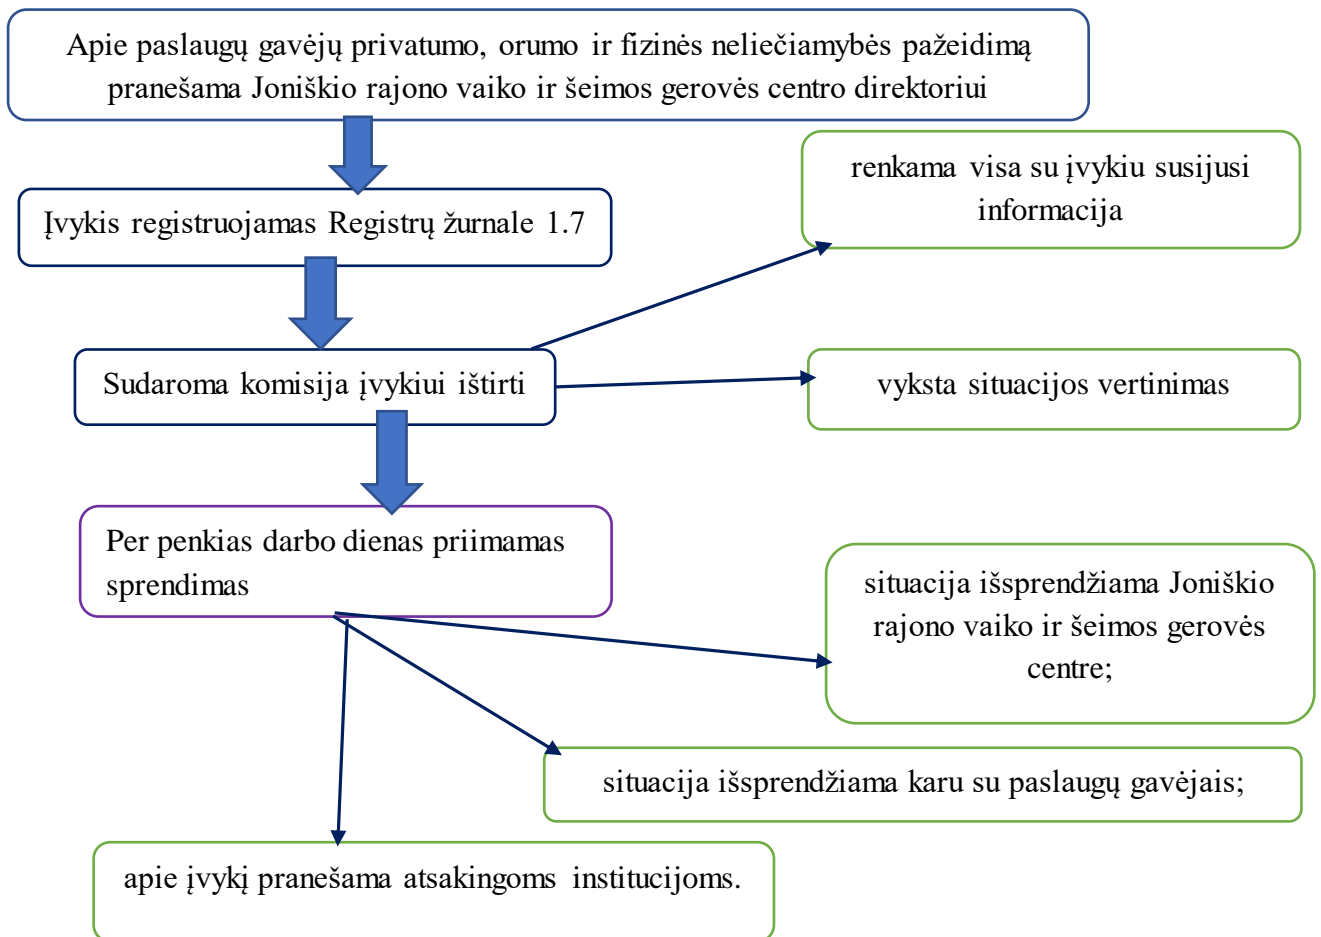 Apie paslaugų gavėjų privatumo, orumo ir fizinės neliečiamybės pažeidimą
pranešama Joniškio rajono vaiko ir šeimos gerovės centro direktoriui
renkama visa su įvykiu susijusi
informacija
Įvykis registruojamas Registrų žurnale 1.7
Sudaroma komisija įvykiui ištirti
vyksta situacijos vertinimas
Per penkias darbo dienas priimamas
sprendimas
situacija išsprendžiama Joniškio
rajono vaiko ir šeimos gerovės
centre;
situacija išsprendžiama karu su paslaugų gavėjais;
apie įvykį pranešama atsakingoms institucijoms.